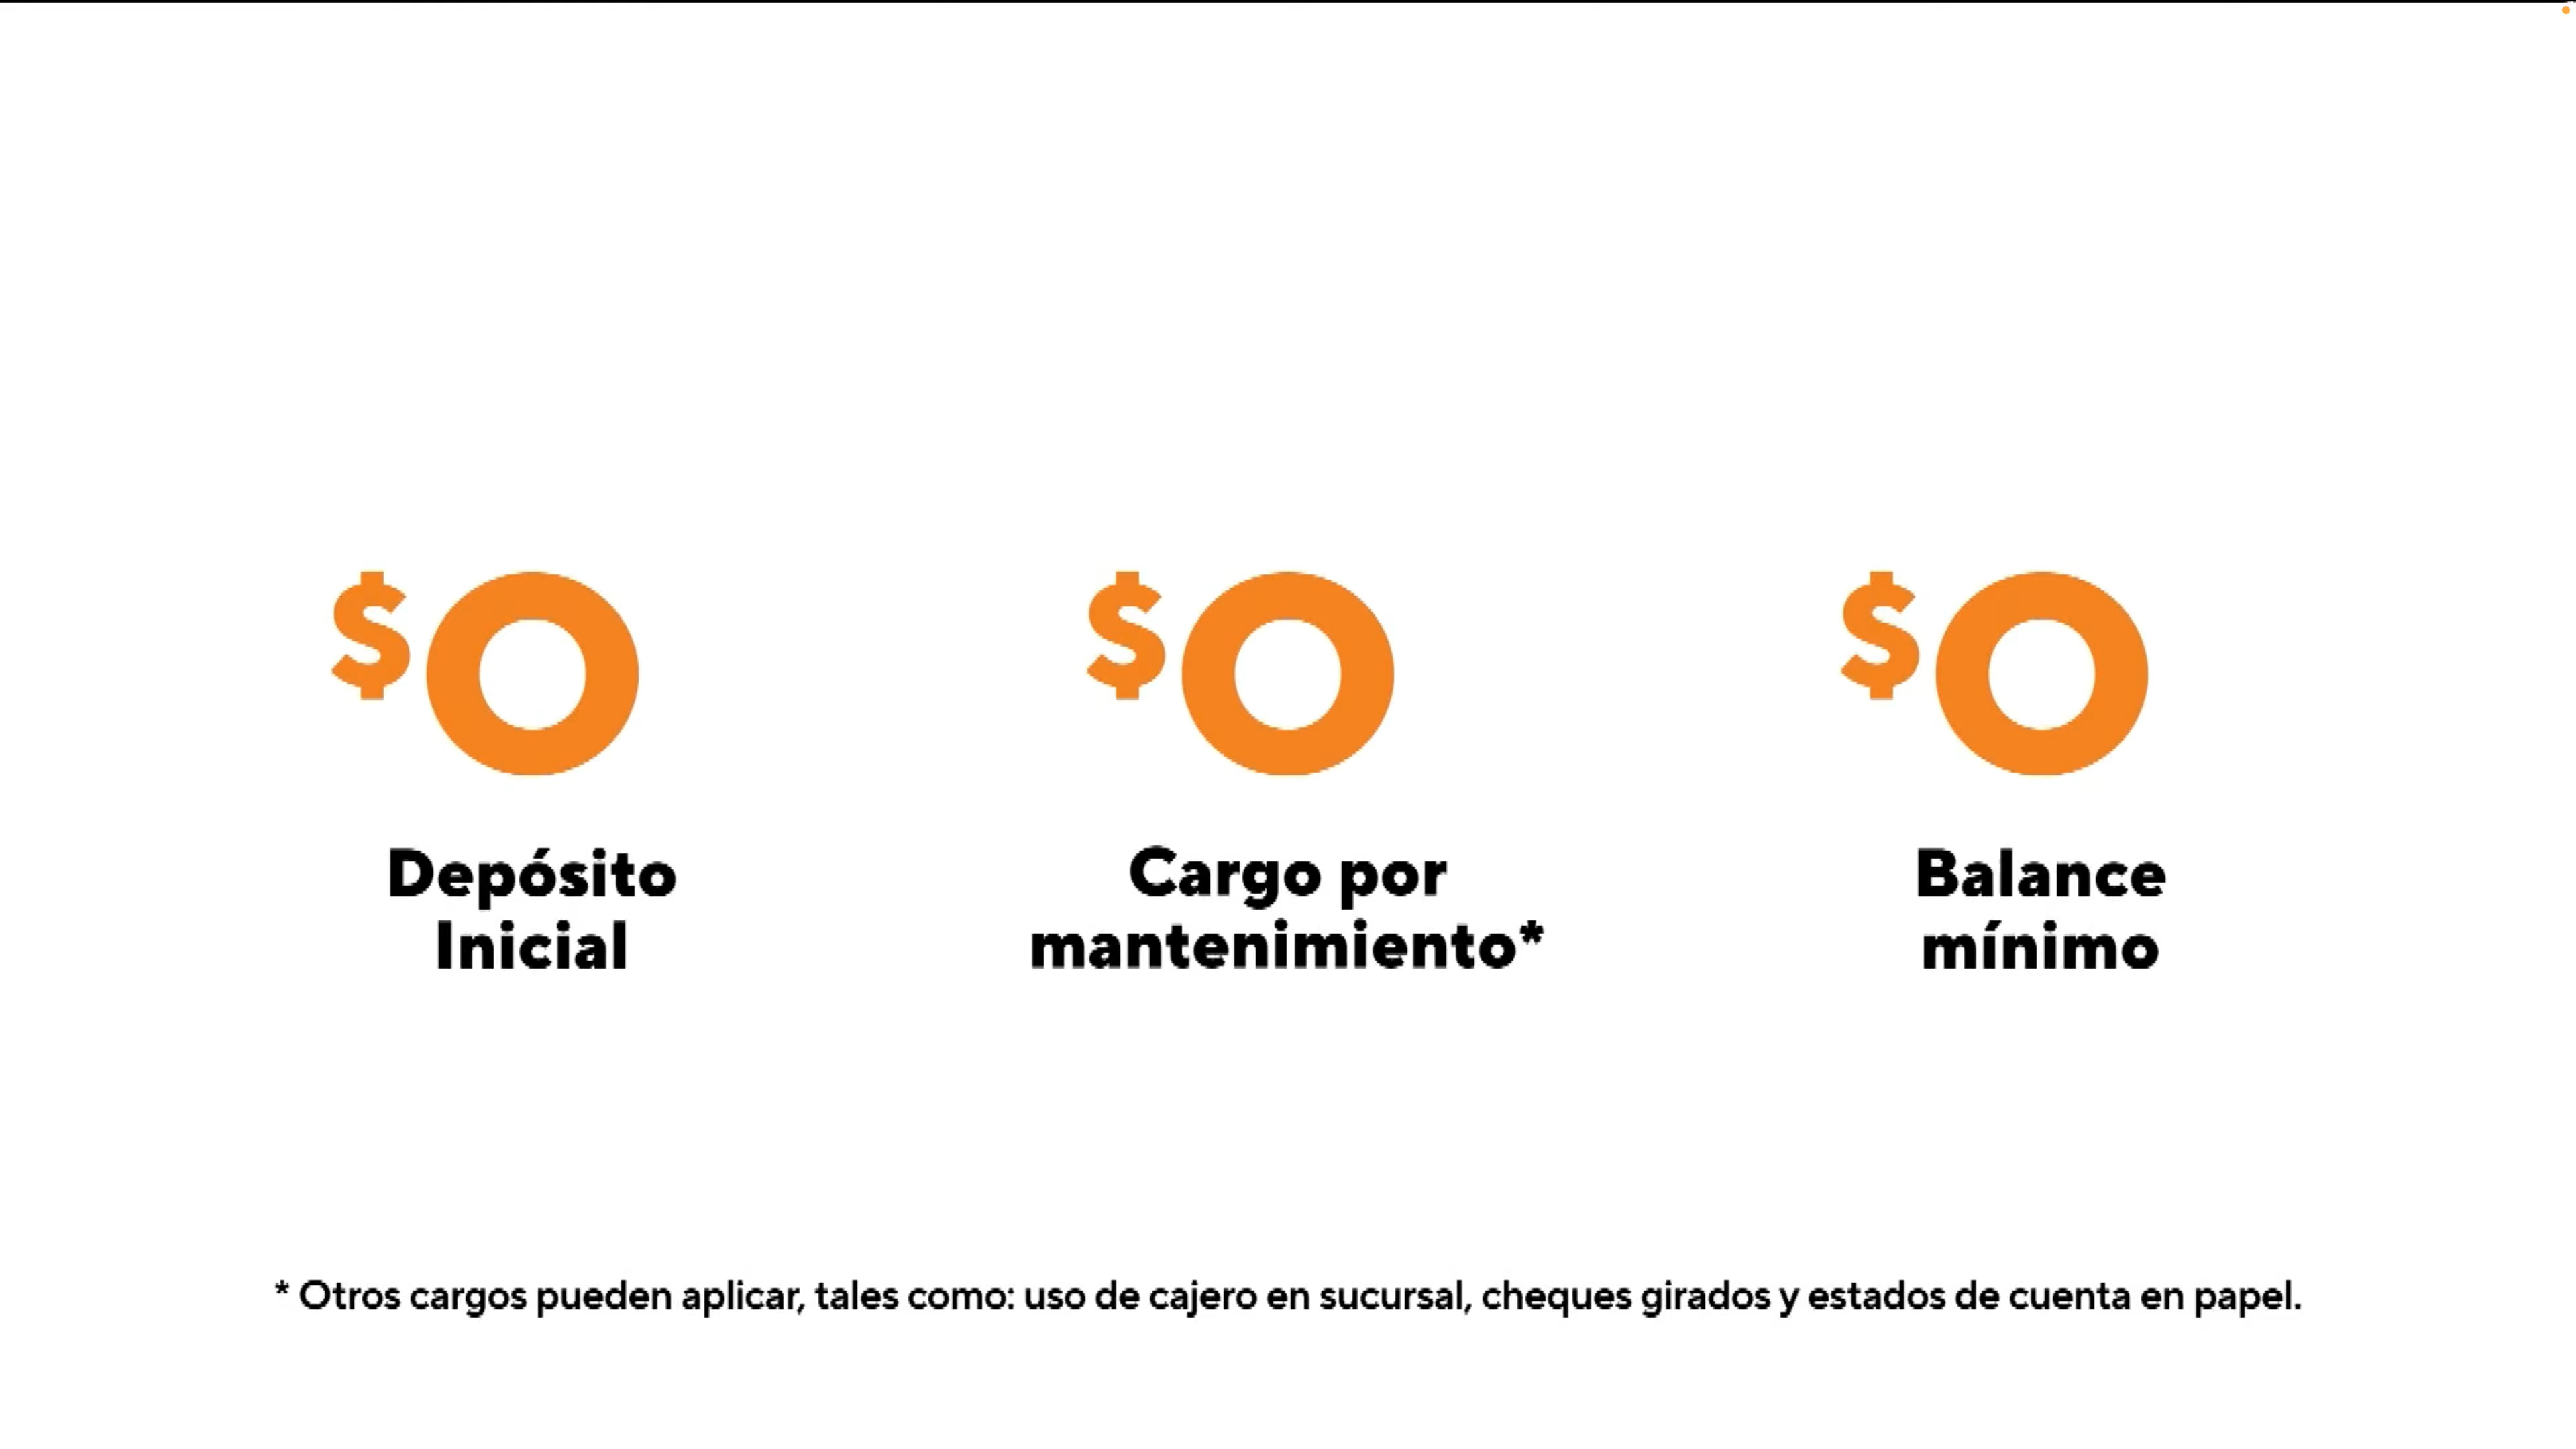 $0
Depósito
Inicial
$0
Cargo por
mantenimiento*
$0
Balance
mínimo
* Otros cargos pueden aplicar, tales como: uso de cajero en sucursal, cheques girados y estados de cuenta en papel.